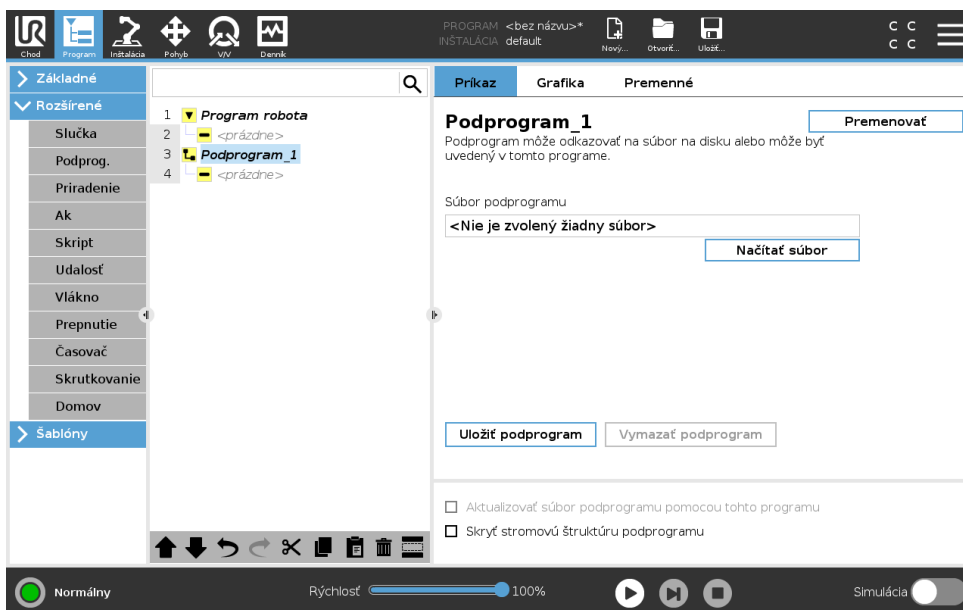 PROGRAM <bez názvu>*
INŠTALÁCIA default
Chod
Program
Inštalácia
Pohyb
V/V
Denník
Nový...
Otvoriť...
Uložiť...
C C
C C
Základné
Rozšírené
Slučka
Podprog.
Priradenie
Ak
Skript
Udalosť
Vlákno
Prepnutie
Časovač
Skrutkovanie
Domov
Šablóny
1 Program robota
2 <prázdne>
3 Podprogram_1
4 <prázdne>
Príkaz Grafika Premenné
Podprogram_1
Premenovať
Podprogram môže odkazovať na súbor na disku alebo môže byť
uvedený v tomto programe.
Súbor podprogramu
<Nie je zvolený žiadny súbor>
Načítať súbor
Uložiť podprogram
Vymazať podprogram
Aktualizovať súbor podprogramu pomocou tohto programu
Skryť stromovú štruktúru podprogramu
Normálny
Rýchlosť 100%
Simulácia